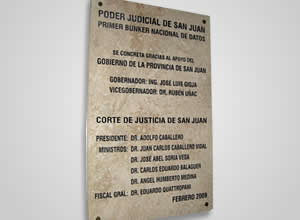 PODER JUDICIAL DE SAN JUAN
PRIMER BUNKER NACIONAL DE DATOS
SE CONCRETA GRACIAS AL APOYO DEL
GOBIERNO DE LA PROVINCIA DE SAN JUAN
GOBERNADOR: ING. JOSE LUIS GIOJA
VICEGOBERNADOR: DR. RUBÉN UÑAC
CORTE DE JUSTICIA DE SAN JUAN
PRESIDENTE: DR. ADOLFO CABALLERO
MINISTROS: DR. JUAN CARLOS CABALLERO VIDAL
DR. JOSE ABEL SORIA VEGA
DR. CARLOS EDUARDO BALAGUER
DR. ANGEL HUMBERTO MEDINA
FISCAL GRAL: DR. EDUARDO QUATTROPANI
FEBRERO 2009